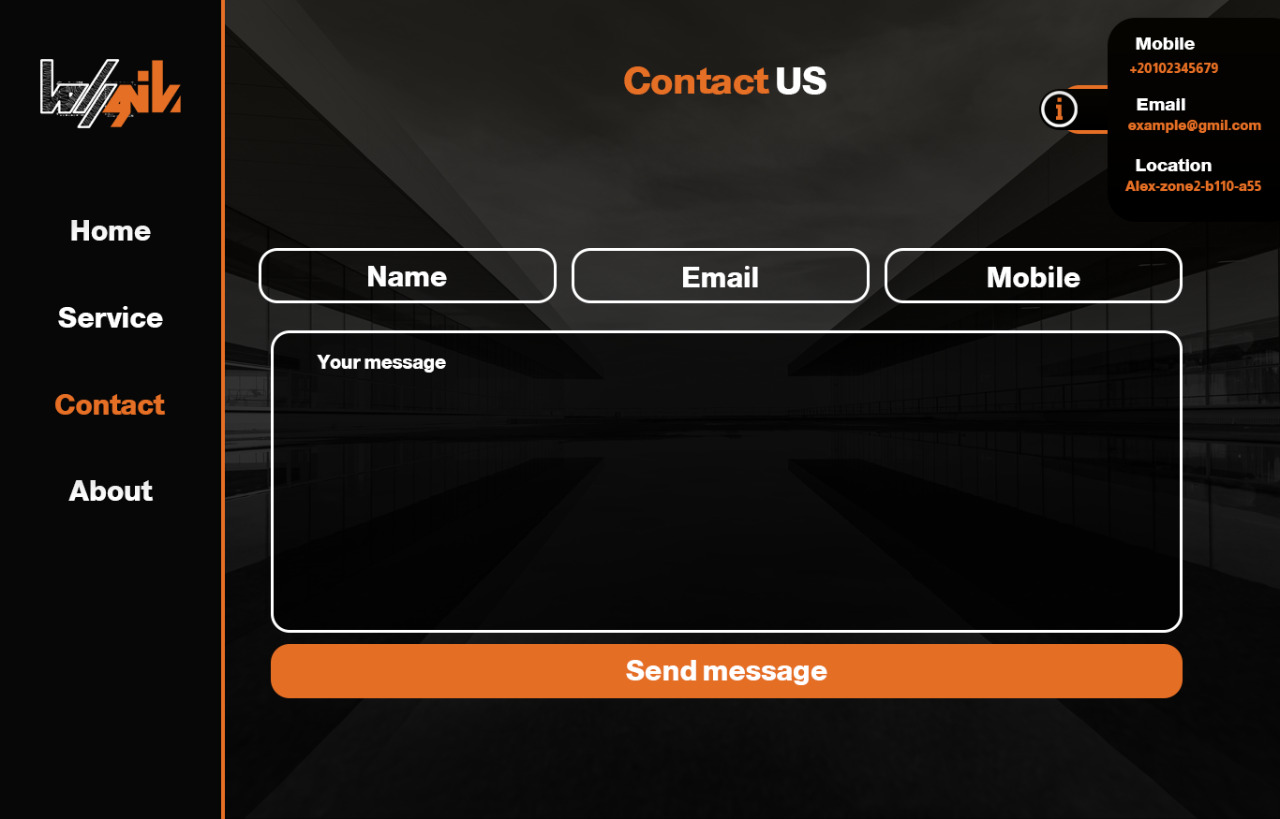 Home
Service
Contact
About
Contact US
Mobile
+20102345679
Email
example@gmil.com
Location
Alex-zone2-b110-a55
Name
Email
Mobile
Your message
Send message